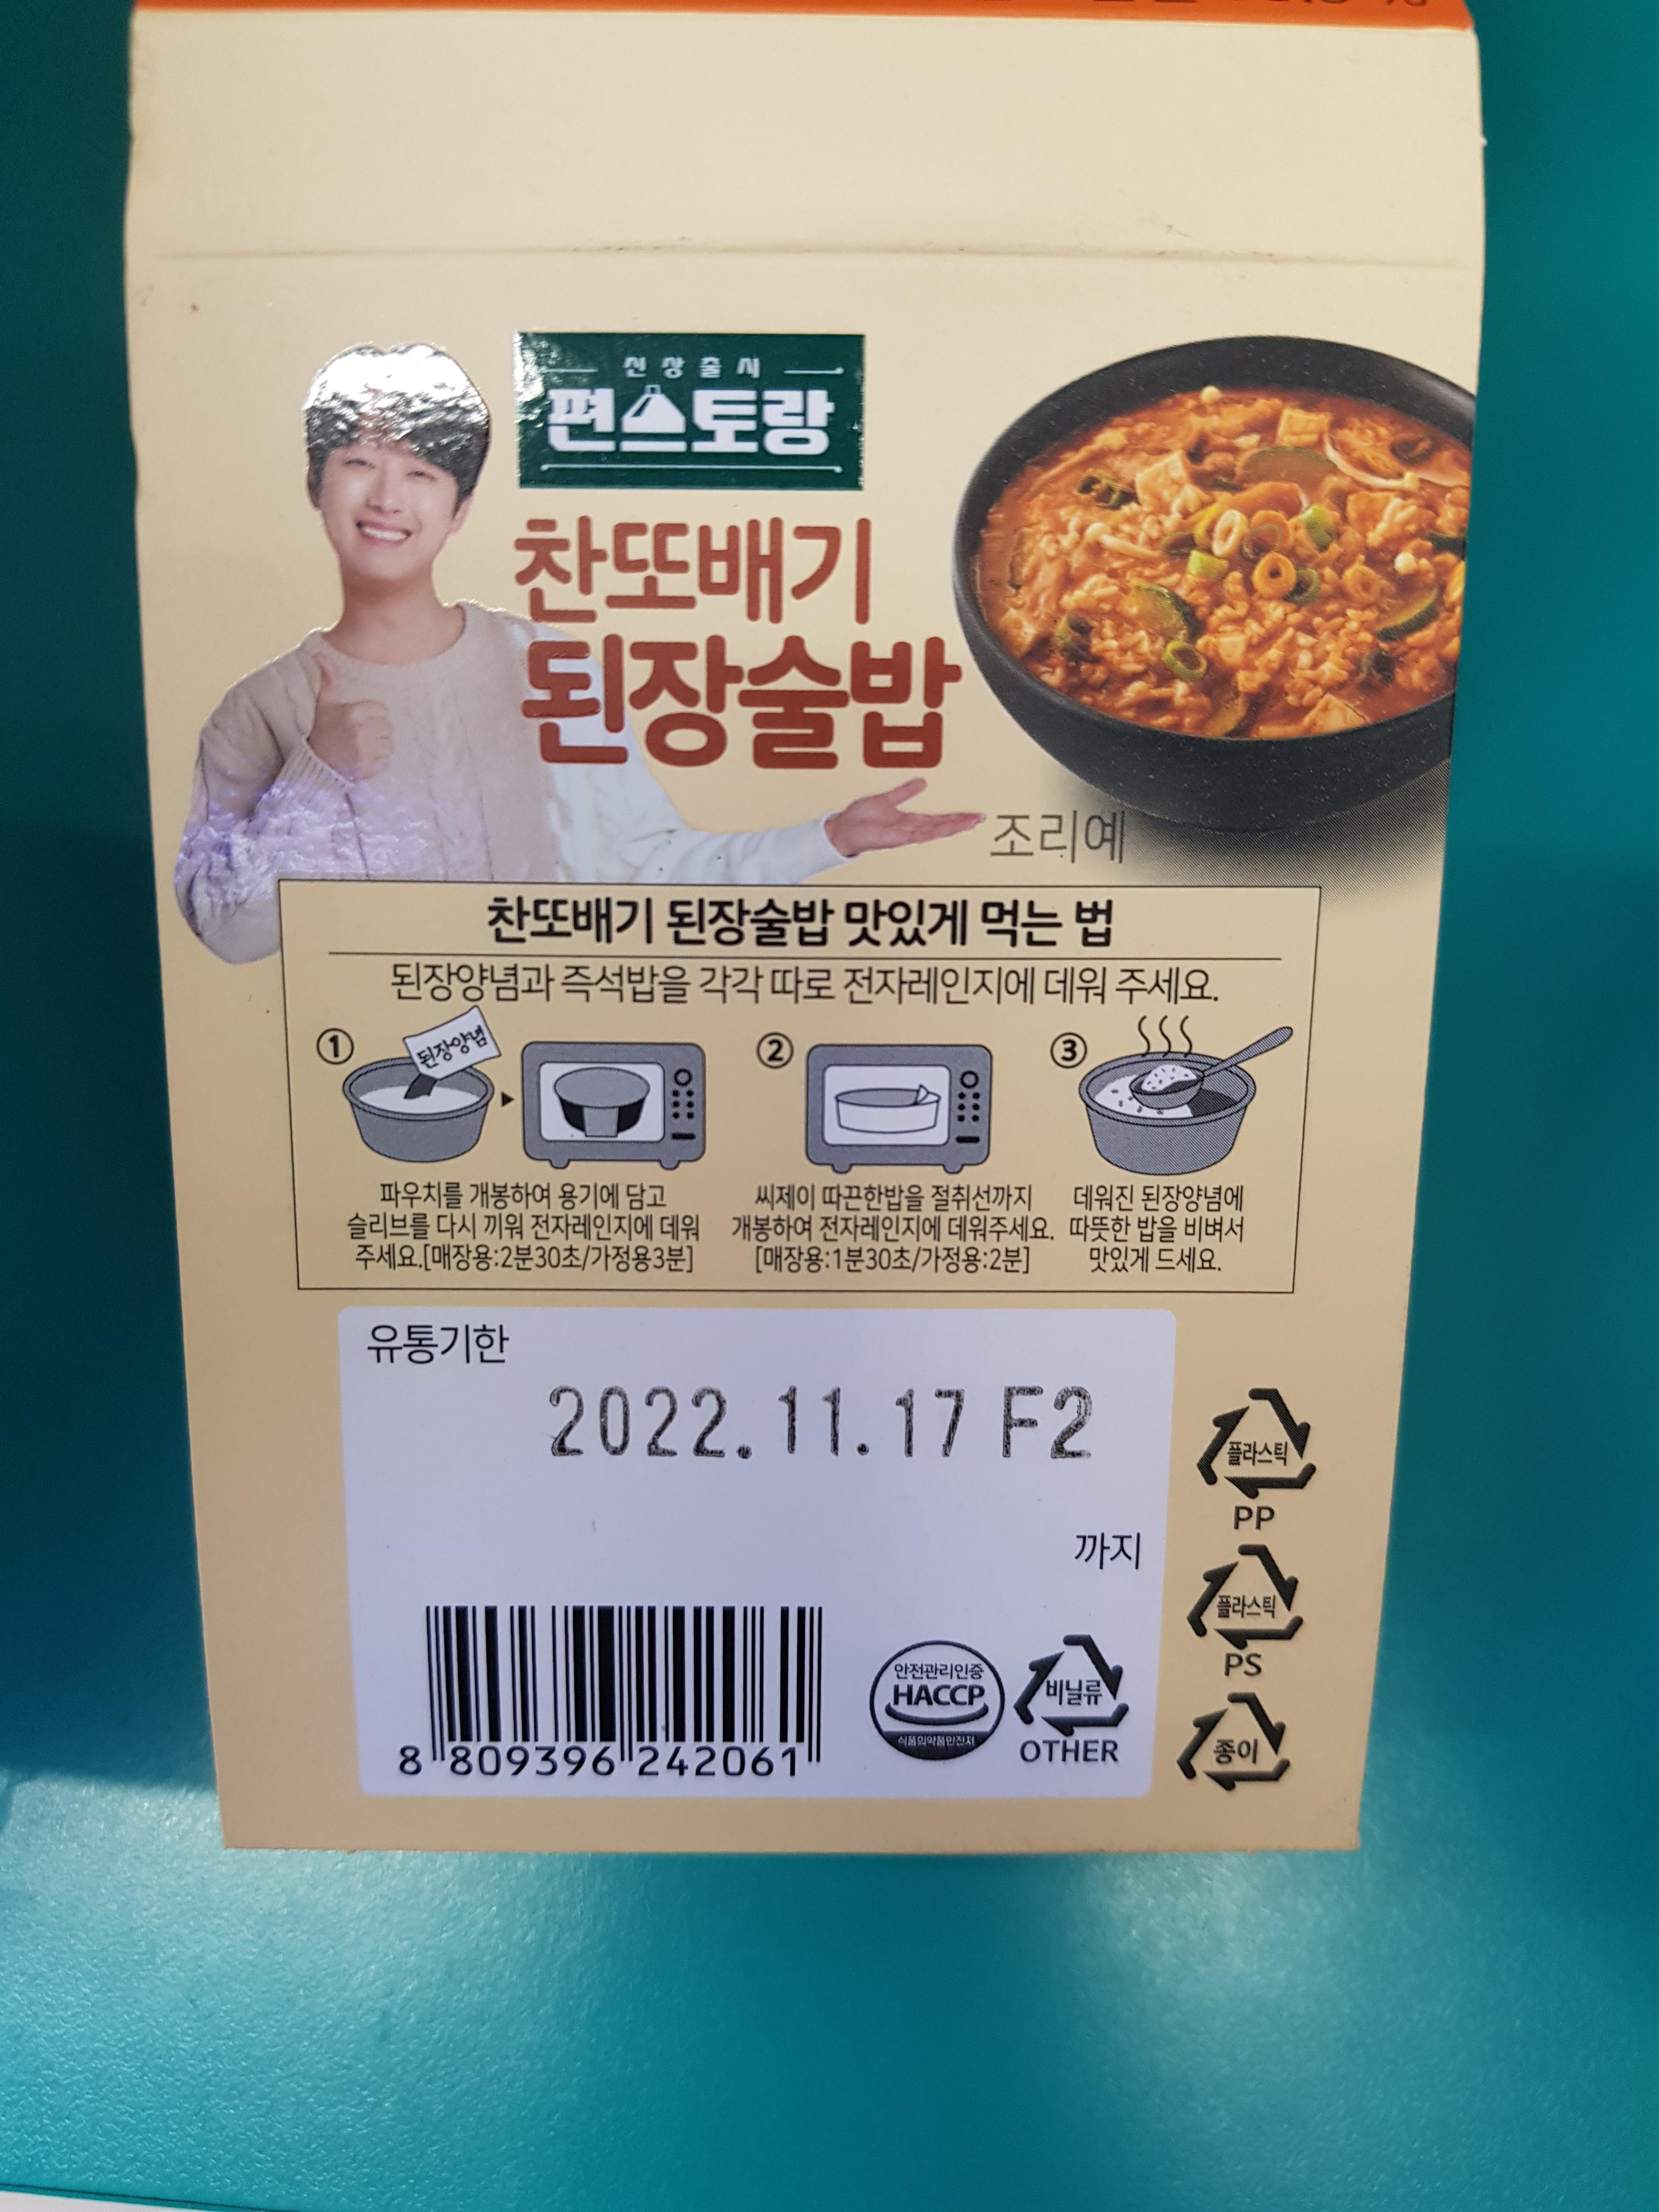 신상출시
편스토랑
찬또배기
된장술밥
조리예
찬또배기 된장술밥 맛있게 먹는 법
된장양념과 즉석밥을 각각 따로 전자레인지에 데워 주세요.
① 된장양념
파우치를 개봉하여 용기에 담고
슬리브를 다시 끼워 전자레인지에 데워
주세요.[매장용:2분30초/가정용3분]
②
씨제이 따끈한밥을 절취선까지
개봉하여 전자레인지에 데워주세요.
[매장용:1분30초/가정용:2분]
③
데워진 된장양념에
따뜻한 밥을 비벼서
맛있게 드세요.
유통기한
2022.11.17 F2
까지
8 809396 242061
안전관리인증
HACCP
식품의약품안전처
비닐류
OTHER
플라스틱
PP
플라스틱
PS
종이